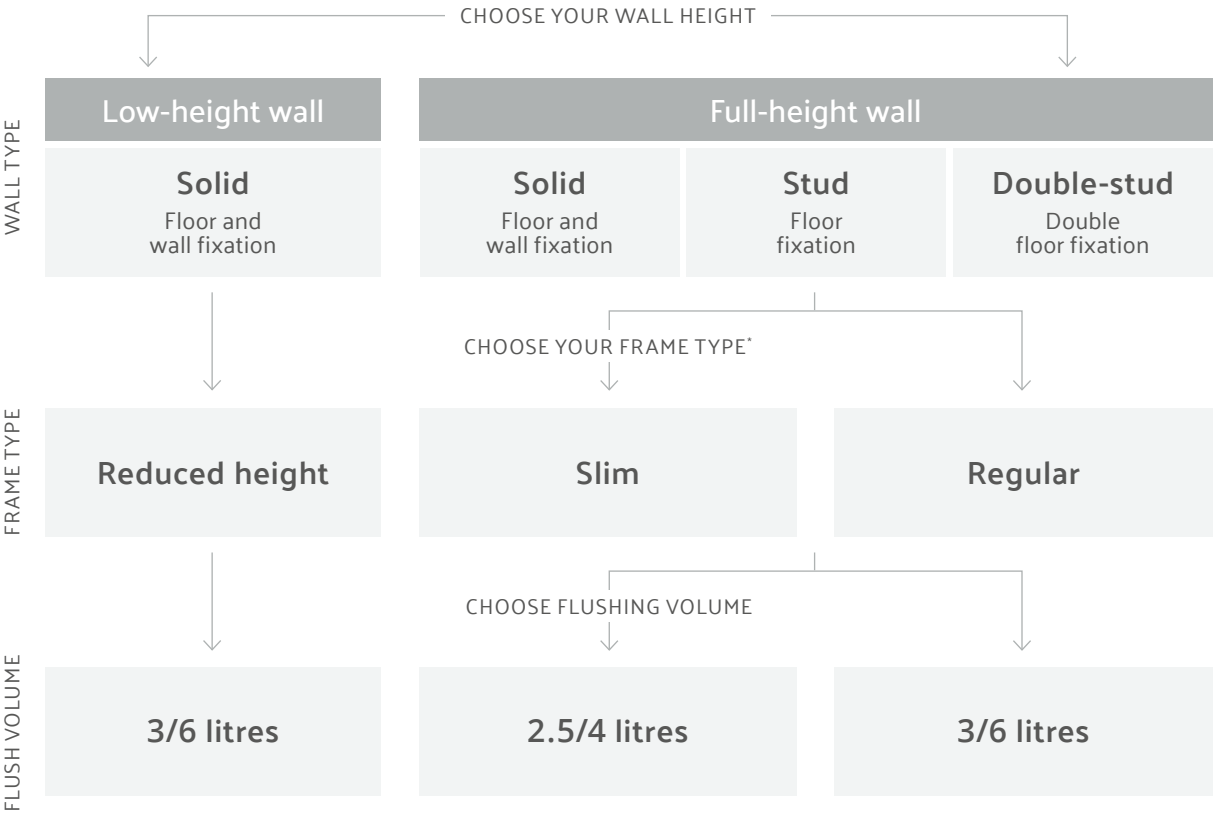 CHOOSE YOUR WALL HEIGHT
WALL TYPE
Low-height wall
Full-height wall
Solid
Floor and
wall fixation
Solid
Floor and
wall fixation
Stud
Floor
fixation
Double-stud
Double
floor fixation
CHOOSE YOUR FRAME TYPE*
FRAME TYPE
Reduced height
Slim
Regular
CHOOSE FLUSHING VOLUME
FLUSH VOLUME
3/6 litres
2.5/4 litres
3/6 litres